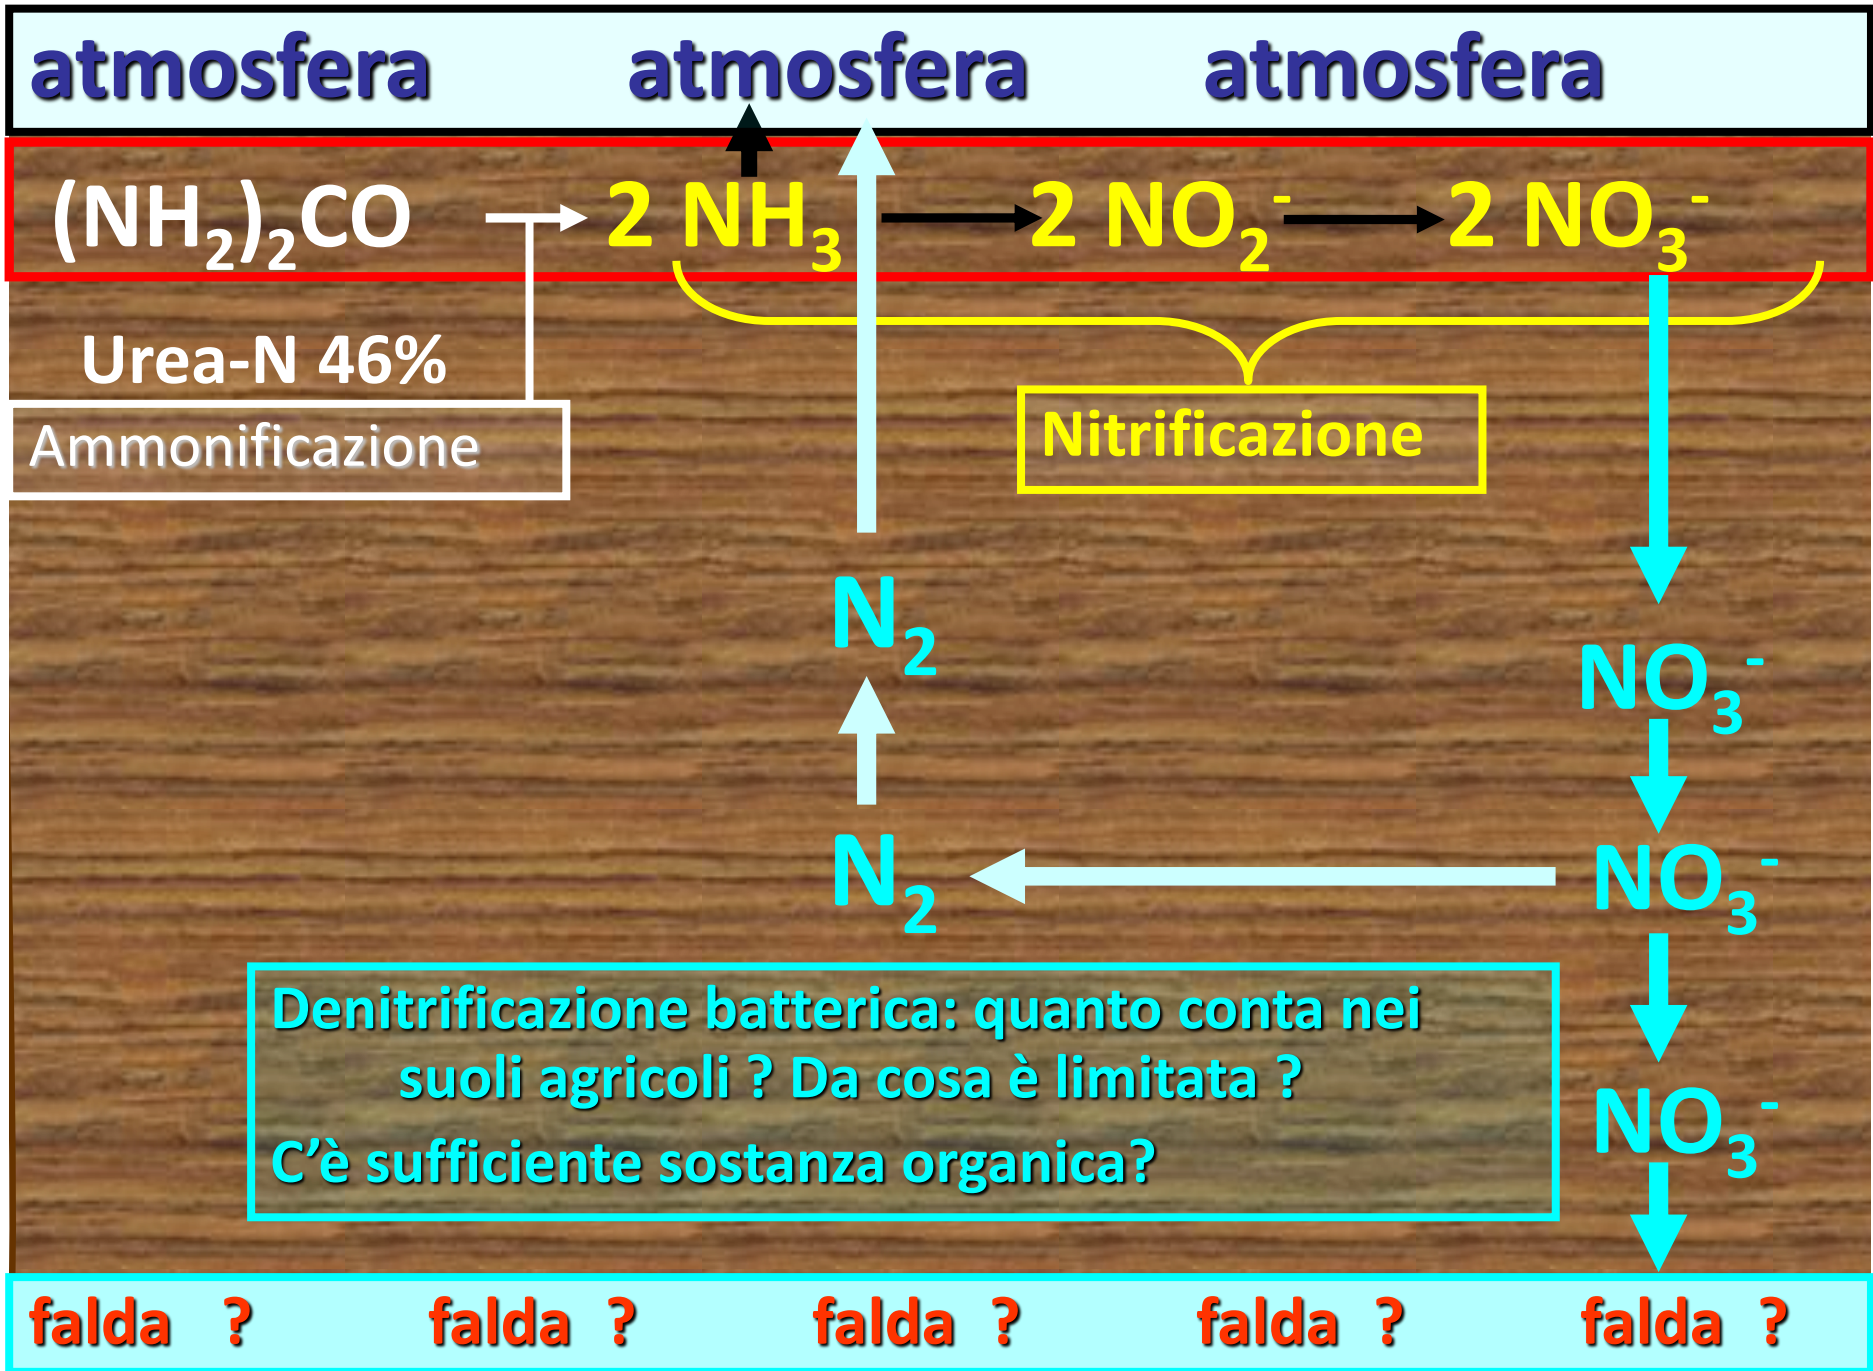 atmosfera atmosfera atmosfera
(NH₂)₂CO 2 NH₃ 2 NO₂⁻ 2 NO₃⁻
Urea-N 46%
Ammonificazione
Nitrificazione
N₂
NO₃⁻
N₂ NO₃⁻
Denitrificazione batterica: quanto conta nei
suoli agricoli ? Da cosa è limitata ?
NO₃⁻
C’è sufficiente sostanza organica?
falda ? falda ? falda ? falda ? falda ?